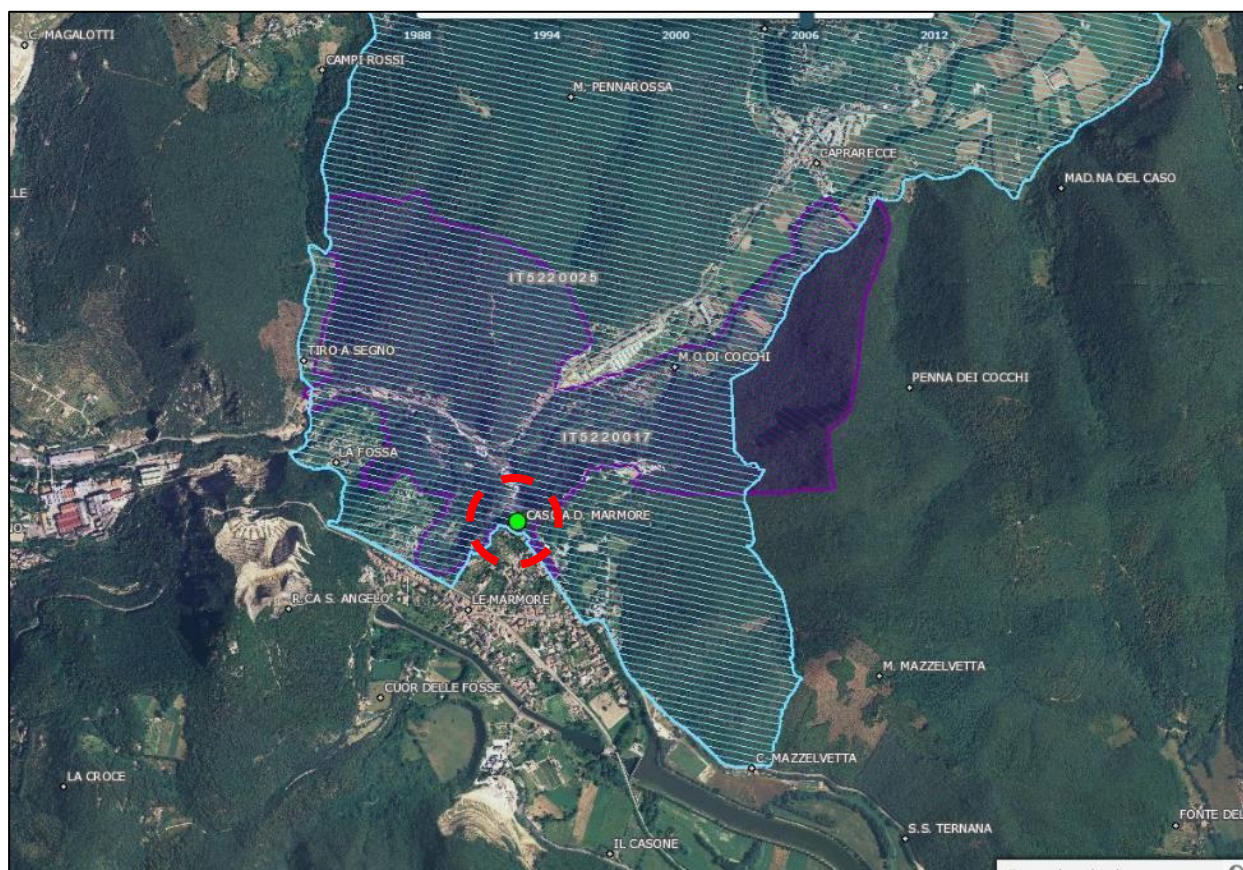 C. MAGALOTTI
1988
1994
2000
2006
2012
CAMPI ROSSI
M. PENNAROSSA
CAPRARECCE
MAD.NA DEL CASO
LLE
IT5220025
TIRO A SEGNO
M.O DI COCCHI
PENNA DEI COCCHI
IT5220017
LA FOSSA
CASCIA D. MARMORE
O
R.CA S. ANGELO
LE MARMORE
M. MAZZELVETTA
CUOR DELLE FOSSE
LA CROCE
C. MAZZELVETTA
FONTE DEL
S.S. TERNANA
IL CASONE